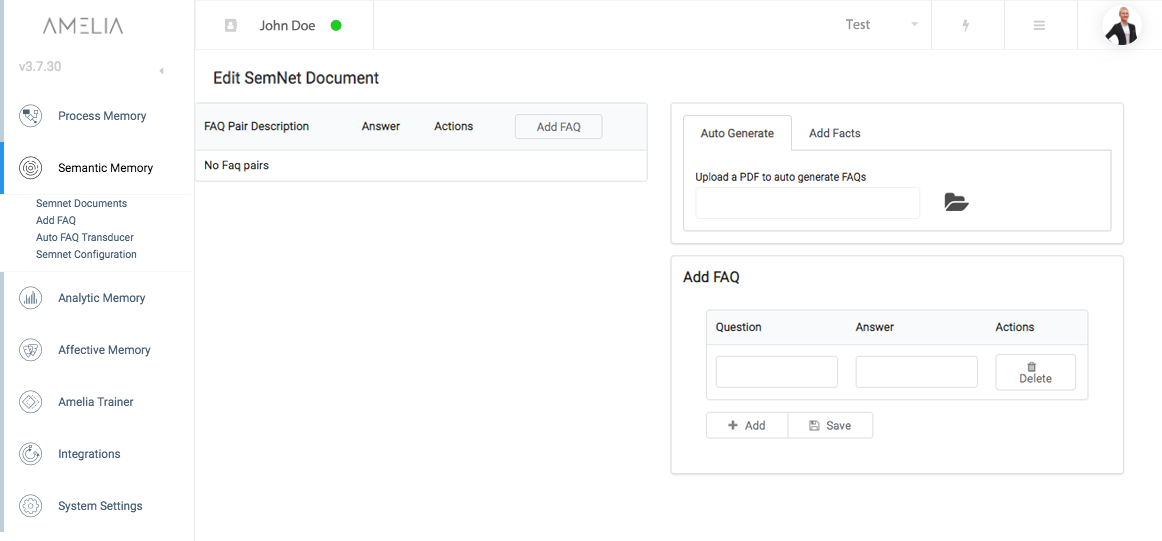 AMELIA
John Doe
Test
v3.7.30
Process Memory
Semantic Memory
Semnet Documents
Add FAQ
Auto FAQ Transducer
Semnet Configuration
Analytic Memory
Affective Memory
Amelia Trainer
Integrations
System Settings
Edit SemNet Document
FAQ Pair Description Answer Actions Add FAQ
No Faq pairs
Auto Generate Add Facts
Upload a PDF to auto generate FAQs
Add FAQ
Question Answer Actions
Delete
Add Save